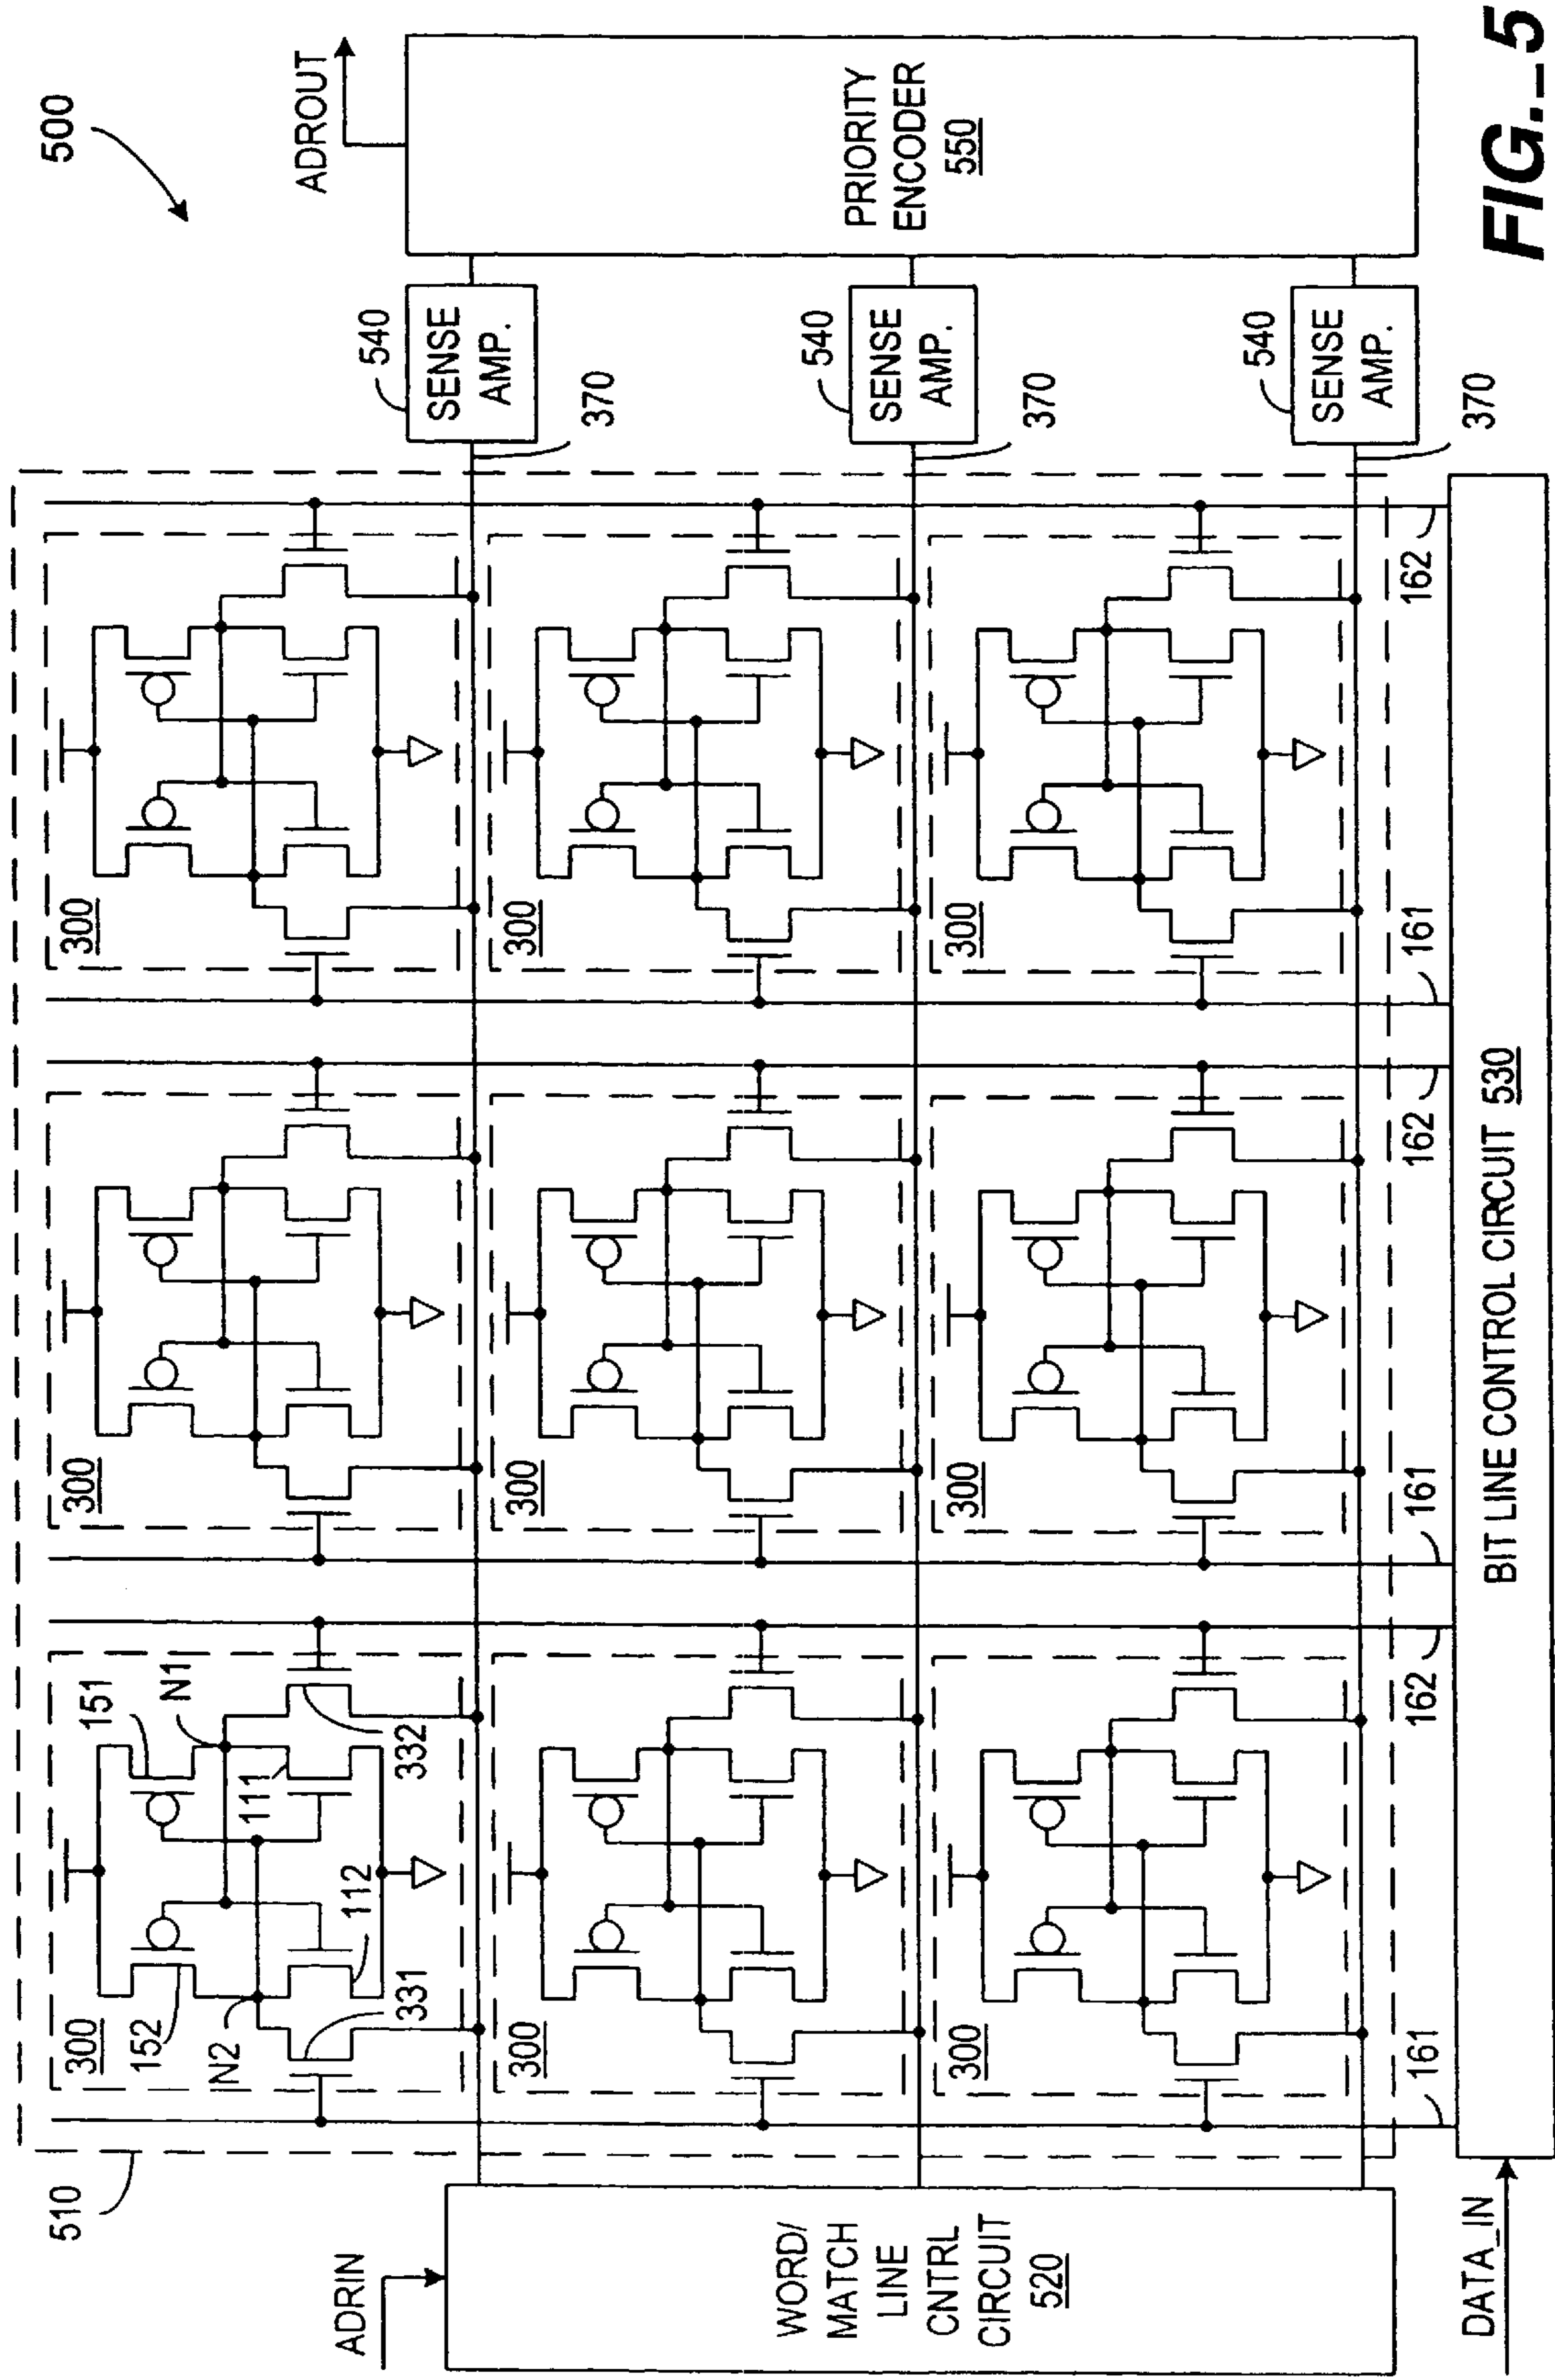 500
ADROUT
PRIORITY
ENCODER
550
540
SENSE
AMP.
370
540
SENSE
AMP.
370
540
SENSE
AMP.
370
510
ADRIN
WORD/
MATCH
LINE
CNTRL
CIRCUIT
520
300
152
151
N1
N2
111
112
331
332
300
300
300
300
300
300
300
300
161
162
161
162
161
162
BIT LINE CONTROL CIRCUIT 530
DATA_IN
FIG._5